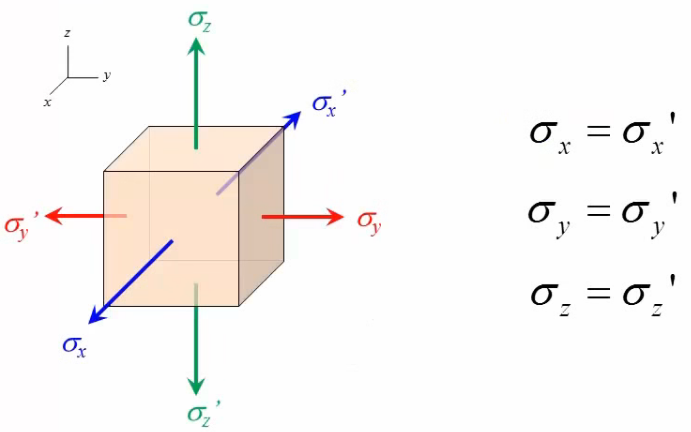 σz
z
y
x
σx’
σy’
σy
σx
σz’
σx = σx'
σy = σy'
σz = σz'